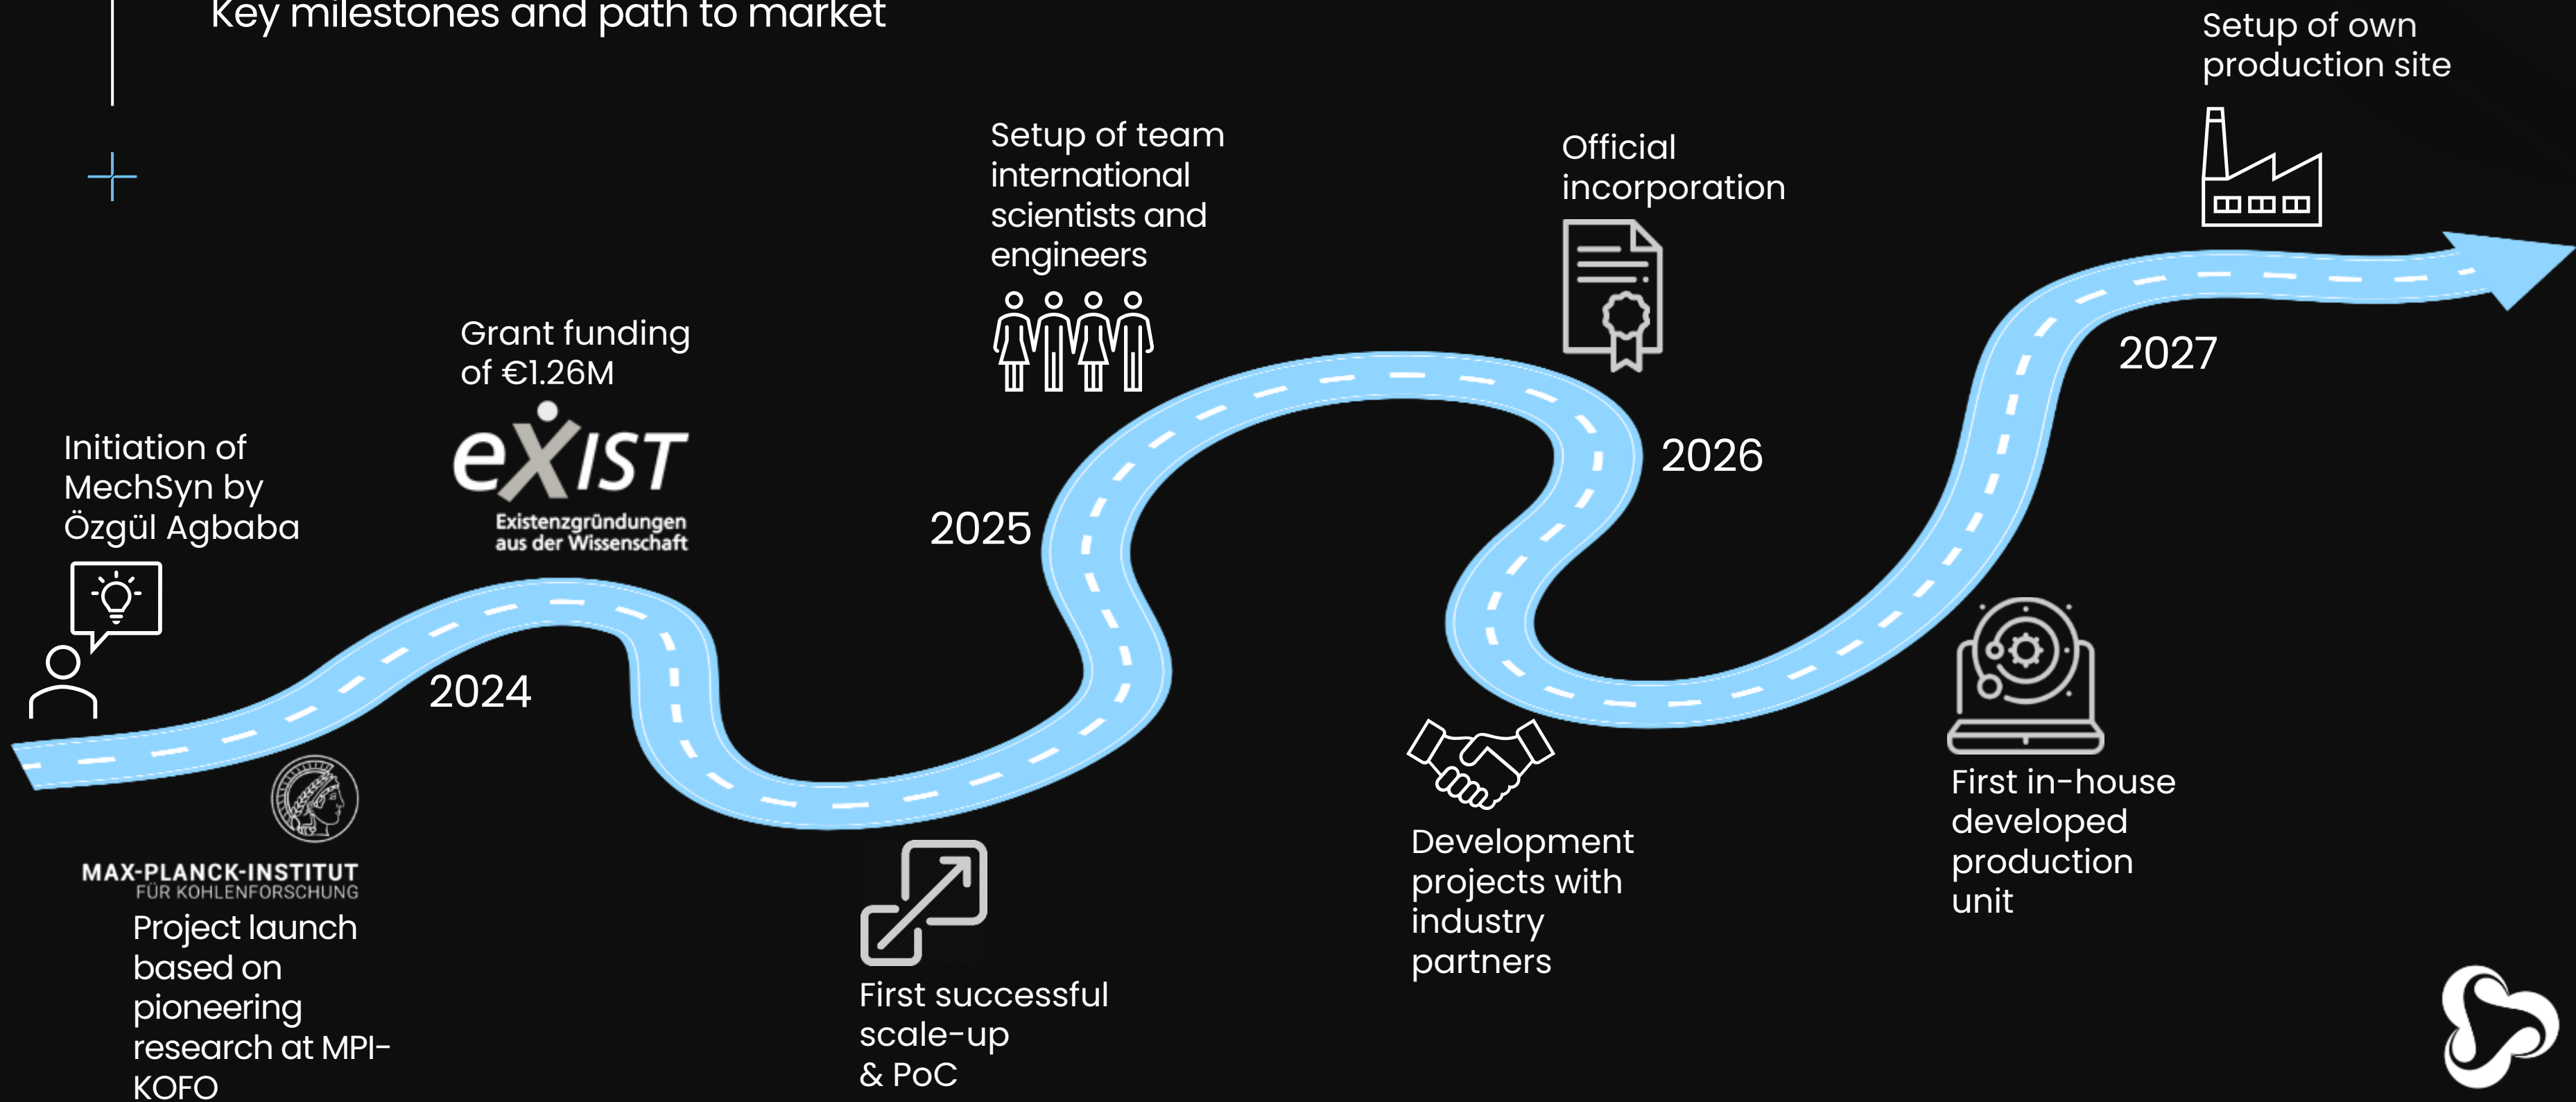 Key milestones and path to market
Initiation of
MechSyn by
Özgül Agbaba
MAX-PLANCK-INSTITUT
FÜR KOHLENFORSCHUNG
Project launch
based on
pioneering
research at MPI-
KOFO
2024
Grant funding
of €1.26M
eXIST
Existenzgründungen
aus der Wissenschaft
First successful
scale-up
& PoC
2025
Setup of team
international
scientists and
engineers
Official
incorporation
2026
Development
projects with
industry
partners
First in-house
developed
production
unit
2027
Setup of own
production site